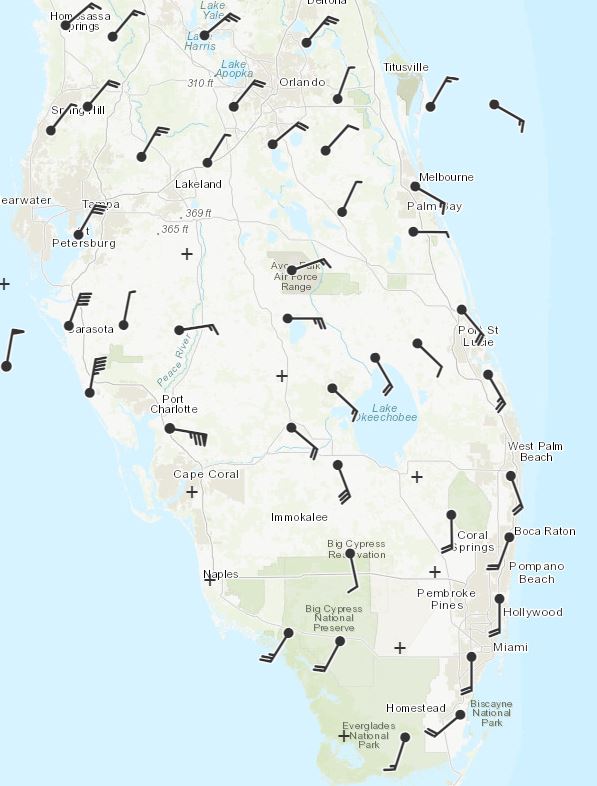 Deltona
Lake
Yale
Homosassa
Springs
Lake
Harris
Lake
Apopka
Titusville
Orlando
310 ft
Spring Hill
Lakeland
Melbourne
earwater
Tampa
Palm Bay
369 ft
365 ft
St
Petersburg
Avon Park
Air Force
Range
Sarasota
Port St
Lucie
Peace River
Port
Charlotte
Lake
Okeechobee
West Palm
Beach
Cape Coral
Immokalee
Boca Raton
Coral
Springs
Big Cypress
Reservation
Pompano
Beach
Naples
Pembroke
Pines
Hollywood
Big Cypress
National
Preserve
Miami
Homestead
Biscayne
National
Park
Everglades
National
Park